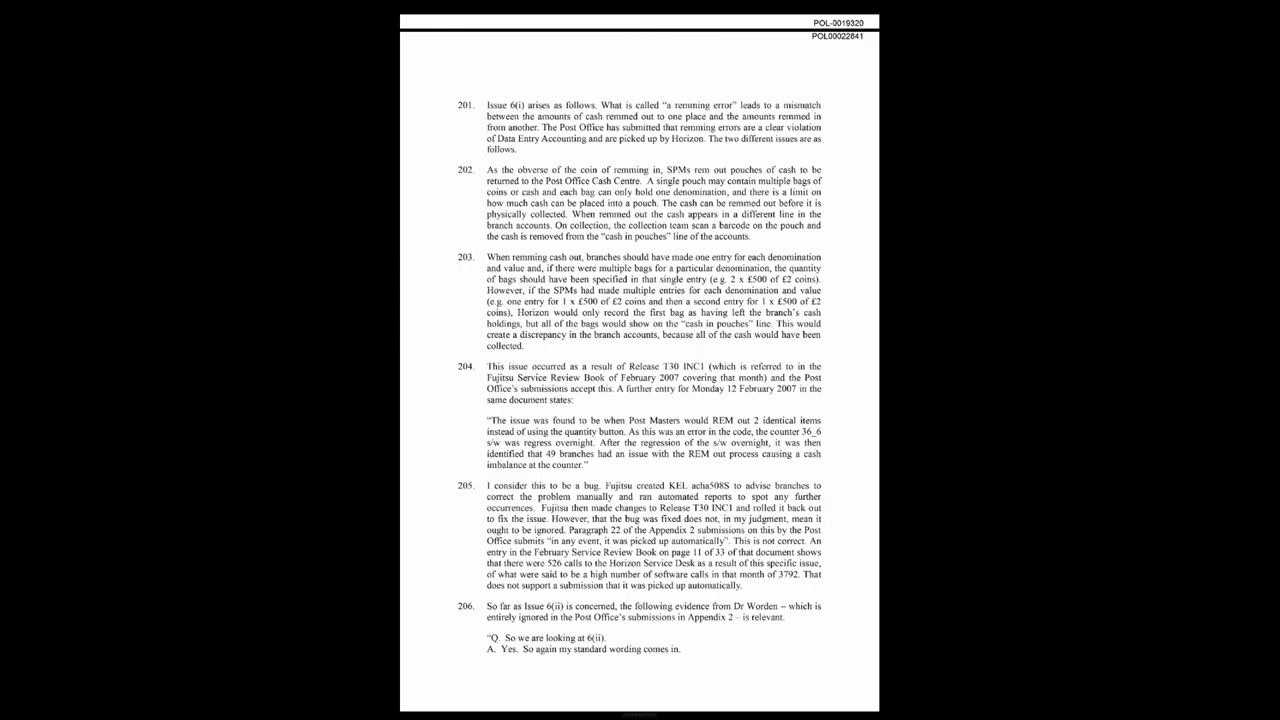 POL-0019320
POL00022841
201. Issue 6(i) arises as follows. What is called “a remming error” leads to a mismatch
between the amounts of cash remmed out to one place and the amounts remmed in
from another. The Post Office has submitted that remming errors are a clear violation
of Data Entry Accounting and are picked up by Horizon. The two different issues are as
follows.
202. As the obverse of the coin of remming in, SPMs rem out pouches of cash to be
returned to the Post Office Cash Centre. A single pouch may contain multiple bags of
coins or cash and each bag can only hold one denomination, and there is a limit on
how much cash can be placed into a pouch. The cash can be remmed out before it is
physically collected. When remmed out the cash appears in a different line in the
branch accounts. On collection, the collection team scan a barcode on the pouch and
the cash is removed from the “cash in pouches” line of the accounts.
203. When remming cash out, branches should have made one entry for each denomination
and value and, if there were multiple bags for a particular denomination, the quantity
of bags should have been specified in that single entry (e.g. 2 x £500 of £2 coins).
However, if the SPMs had made multiple entries for each denomination and value
(e.g. one entry for 1 x £500 of £2 coins and then a second entry for 1 x £500 of £2
coins), Horizon would only record the first bag as having left the branch’s cash
holdings, but all of the bags would show on the “cash in pouches” line. This would
create a discrepancy in the branch accounts, because all of the cash would have been
collected.
204. This issue occurred as a result of Release T30 INC1 (which is referred to in the
Fujitsu Service Review Book of February 2007 covering that month) and the Post
Office’s submissions accept this. A further entry for Monday 12 February 2007 in the
same document states:
“The issue was found to be when Post Masters would REM out 2 identical items
instead of using the quantity button. As this was an error in the code, the counter 36_6
s/w was regress overnight. After the regression of the s/w overnight, it was then
identified that 49 branches had an issue with the REM out process causing a cash
imbalance at the counter.”
205. I consider this to be a bug. Fujitsu created KEL acha508S to advise branches to
correct the problem manually and ran automated reports to spot any further
occurrences. Fujitsu then made changes to Release T30 INC1 and rolled it back out
to fix the issue. However, that the bug was fixed does not, in my judgment, mean it
ought to be ignored. Paragraph 22 of the Appendix 2 submissions on this by the Post
Office submits “in any event, it was picked up automatically”. This is not correct. An
entry in the February Service Review Book on page 11 of 33 of that document shows
that there were 526 calls to the Horizon Service Desk as a result of this specific issue,
of what were said to be a high number of software calls in that month of 3792. That
does not support a submission that it was picked up automatically.
206. So far as Issue 6(ii) is concerned, the following evidence from Dr Worden – which is
entirely ignored in the Post Office’s submissions in Appendix 2 – is relevant.
“Q. So we are looking at 6(ii).
A. Yes. So again my standard wording comes in.